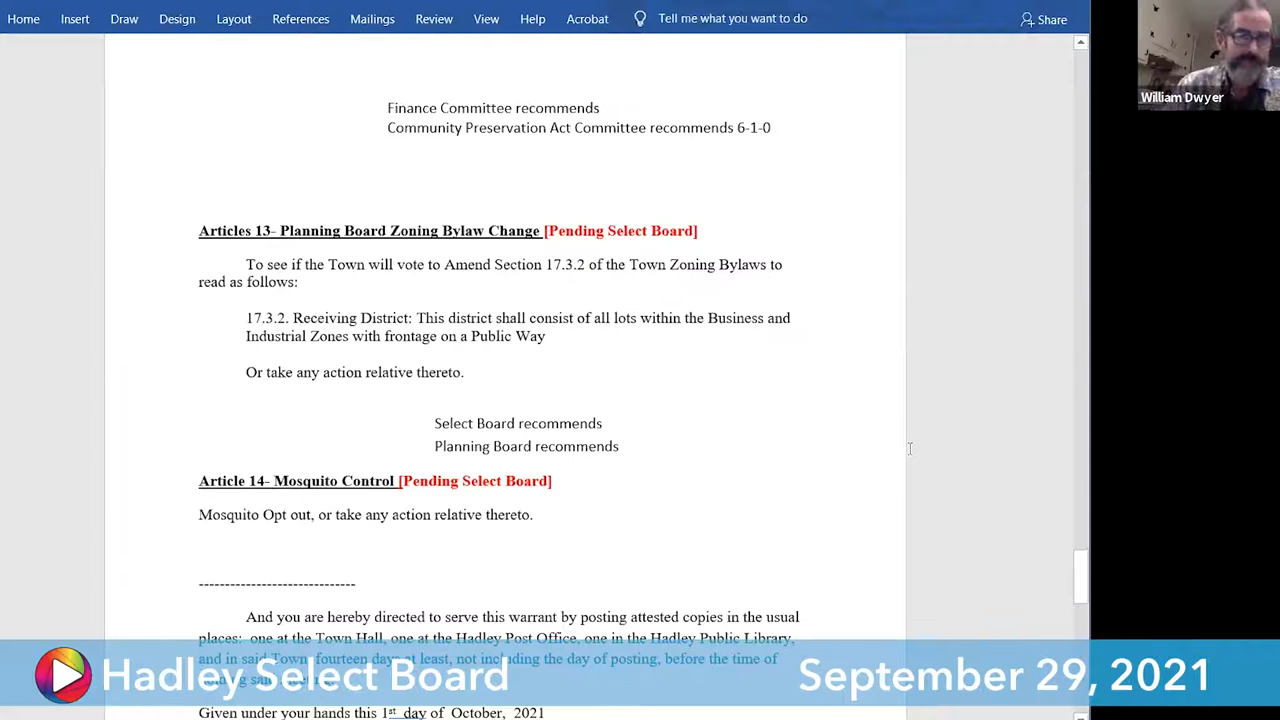 Home Insert Draw Design Layout References Mailings Review View Help Acrobat Tell me what you want to do Share
William Dwyer
Finance Committee recommends
Community Preservation Act Committee recommends 6-1-0
Articles 13- Planning Board Zoning Bylaw Change [Pending Select Board]
To see if the Town will vote to Amend Section 17.3.2 of the Town Zoning Bylaws to
read as follows:
17.3.2. Receiving District: This district shall consist of all lots within the Business and
Industrial Zones with frontage on a Public Way
Or take any action relative thereto.
Select Board recommends
Planning Board recommends
Article 14- Mosquito Control [Pending Select Board]
Mosquito Opt out, or take any action relative thereto.
------------------------------
And you are hereby directed to serve this warrant by posting attested copies in the usual
places: one at the Town Hall, one at the Hadley Post Office, one in the Hadley Public Library,
and in said Town fourteen days at least, not including the day of posting, before the time of
Hadley Select Board September 29, 2021
Given under your hands this 1st day of October, 2021